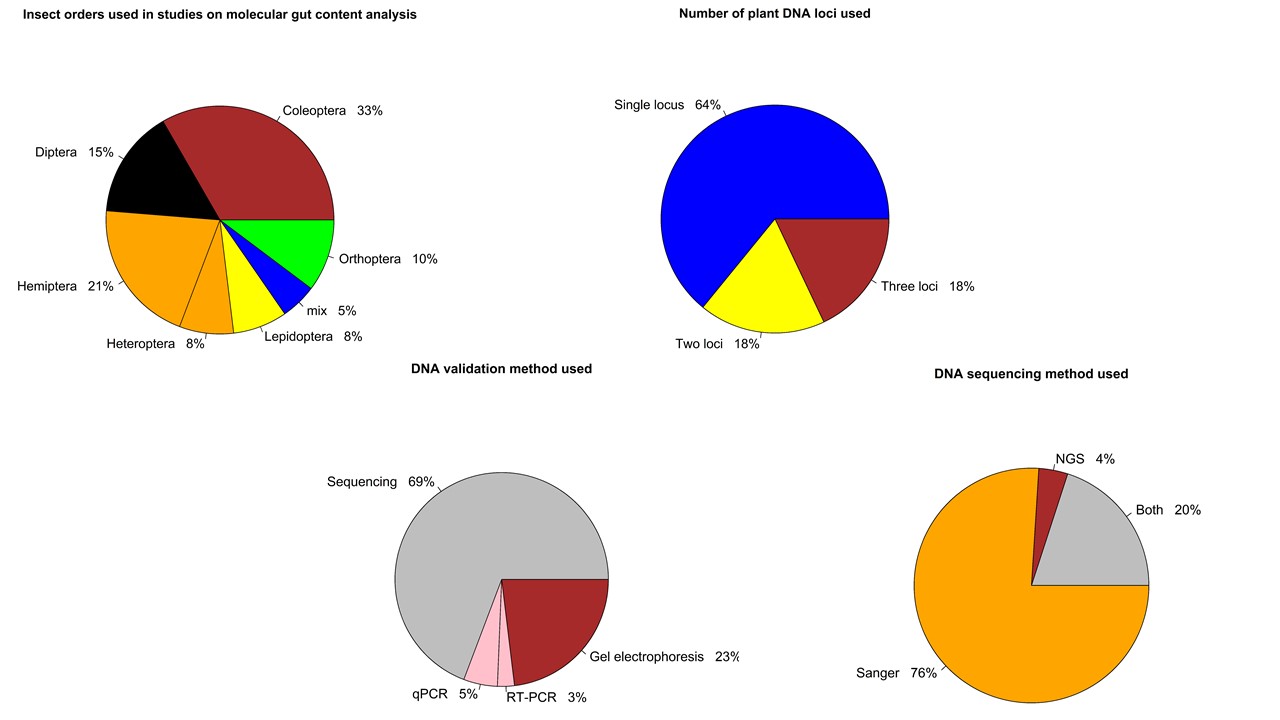 Insect orders used in studies on molecular gut content analysis
Coleoptera 33%
Diptera 15%
Hemiptera 21%
Heteroptera 8%
Lepidoptera 8%
mix 5%
Orthoptera 10%
Number of plant DNA loci used
Single locus 64%
Two loci 18%
Three loci 18%
DNA validation method used
Sequencing 69%
qPCR 5%
RT-PCR 3%
Gel electrophoresis 23%
DNA sequencing method used
NGS 4%
Both 20%
Sanger 76%